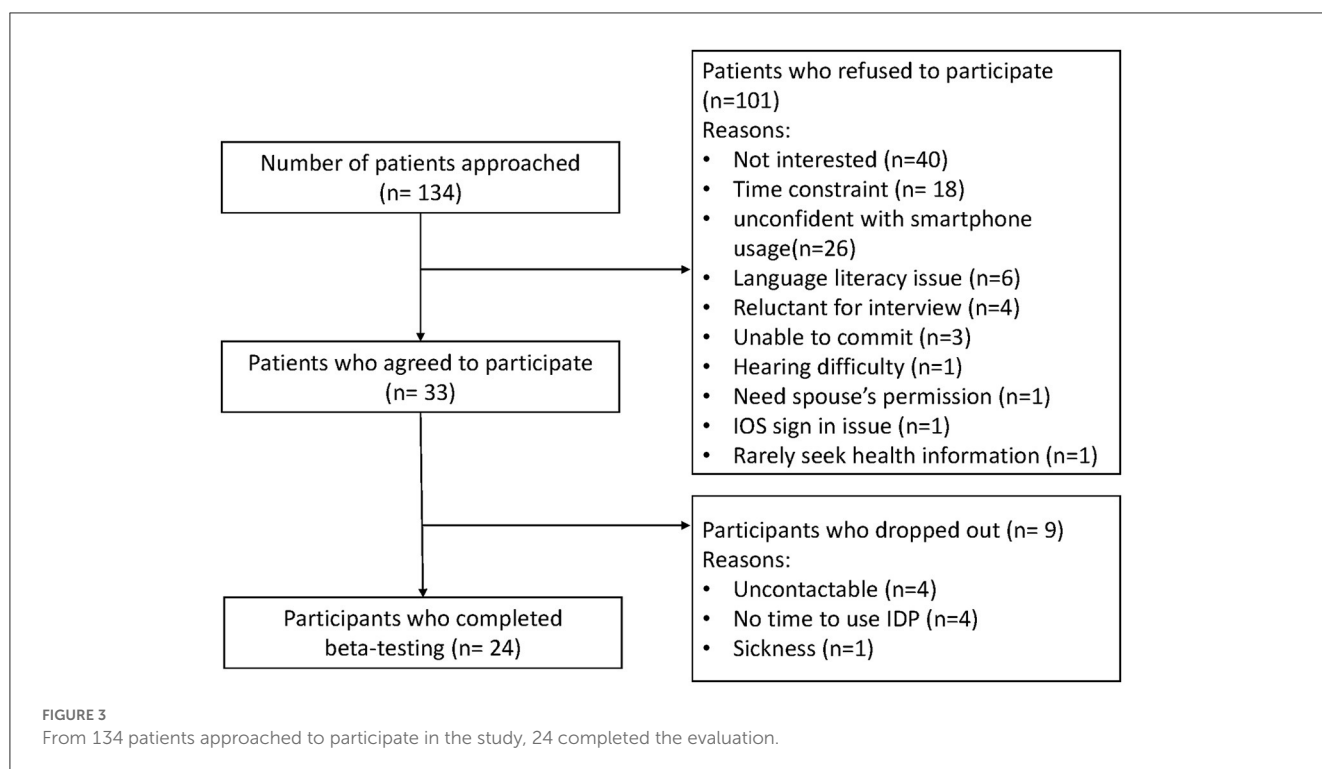 Number of patients approached
(n= 134)
Patients who refused to participate
(n=101)
Reasons:
• Not interested (n=40)
• Time constraint (n= 18)
• unconfident with smartphone
usage(n=26)
• Language literacy issue (n=6)
• Reluctant for interview (n=4)
• Unable to commit (n=3)
• Hearing difficulty (n=1)
• Need spouse's permission (n=1)
• IOS sign in issue (n=1)
• Rarely seek health information (n=1)
Patients who agreed to participate
(n= 33)
Participants who dropped out (n= 9)
Reasons:
• Uncontactable (n=4)
• No time to use IDP (n=4)
• Sickness (n=1)
Participants who completed
beta-testing (n= 24)
FIGURE 3
From 134 patients approached to participate in the study, 24 completed the evaluation.